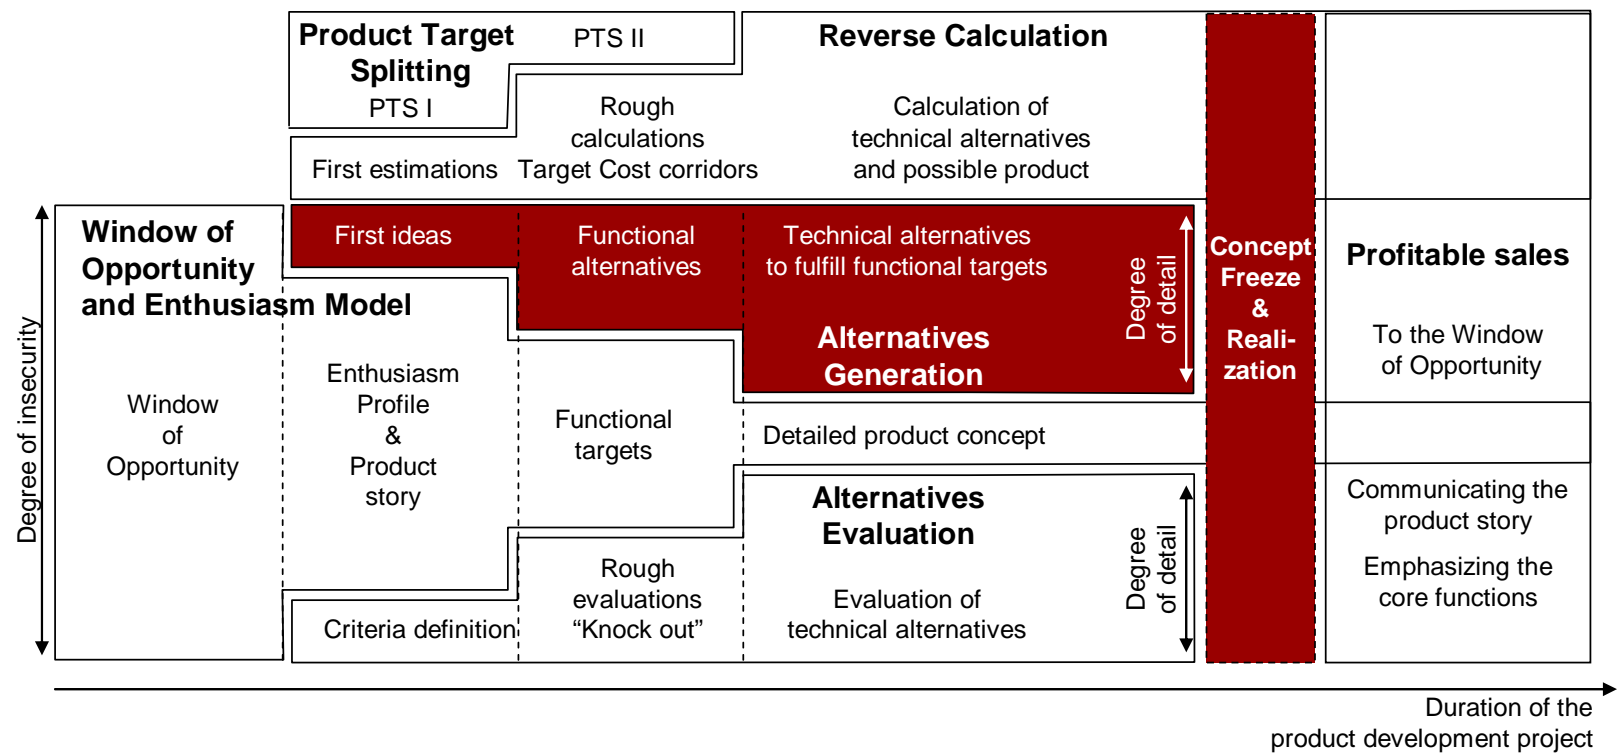 Product Target
Splitting
PTS I
PTS II
Reverse Calculation
First estimations
Rough
calculations
Target Cost corridors
Calculation of
technical alternatives
and possible product
Degree of insecurity
Window of
Opportunity
and Enthusiasm Model
Window
of
Opportunity
First ideas
Functional
alternatives
Technical alternatives
to fulfill functional targets
Alternatives
Generation
Degree
of detail
Enthusiasm
Profile
&
Product
story
Functional
targets
Detailed product concept
Alternatives
Evaluation
Criteria definition
Rough
evaluations
“Knock out”
Evaluation of
technical alternatives
Degree
of detail
Concept
Freeze
&
Reali-
zation
Profitable sales
To the Window
of Opportunity
Communicating the
product story
Emphasizing the
core functions
Duration of the
product development project